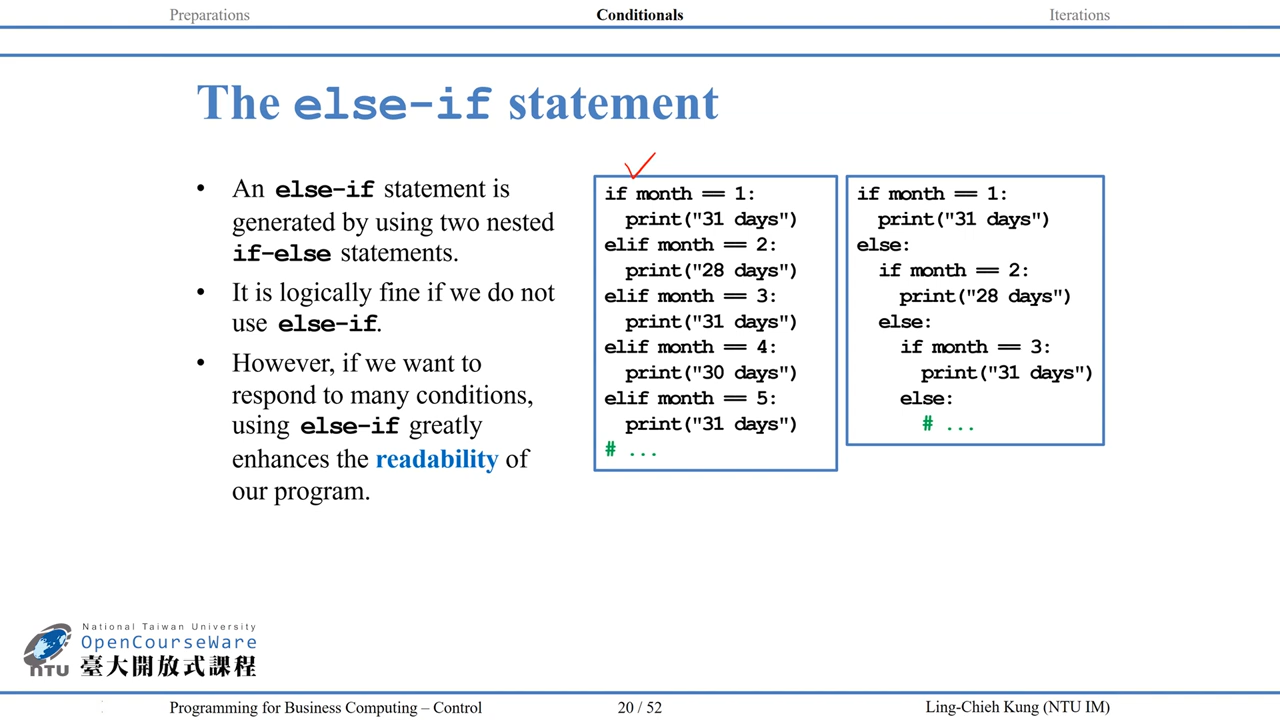 Preparations
Conditionals
Iterations
The else-if statement
• An else-if statement is
generated by using two nested
if-else statements.
• It is logically fine if we do not
use else-if.
• However, if we want to
respond to many conditions,
using else-if greatly
enhances the readability of
our program.
if month == 1:
  print("31 days")
elif month == 2:
  print("28 days")
elif month == 3:
  print("31 days")
elif month == 4:
  print("30 days")
elif month == 5:
  print("31 days")
# ...
if month == 1:
  print("31 days")
else:
  if month == 2:
    print("28 days")
  else:
    if month == 3:
      print("31 days")
    else:
      # ...
National Taiwan University
OpenCourseWare
NTU 臺大開放式課程
Programming for Business Computing – Control
20 / 52
Ling-Chieh Kung (NTU IM)